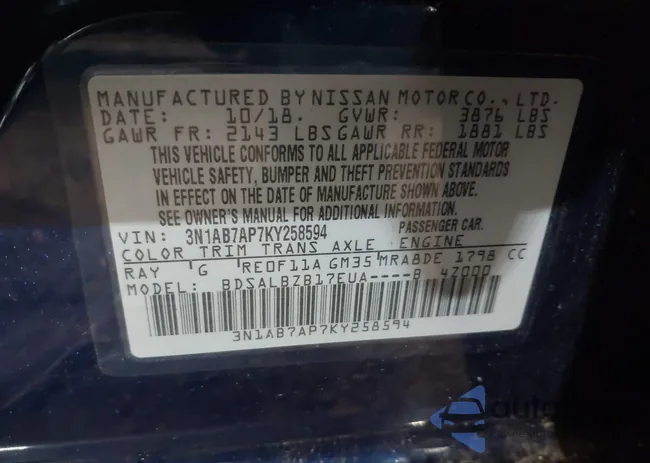 MANUFACTURED BY NISSAN MOTOR CO., LTD.
DATE: 10/18. GVWR: 3876 LBS
GAWR FR: 2143 LBS GAWR RR: 1881 LBS
THIS VEHICLE CONFORMS TO ALL APPLICABLE FEDERAL MOTOR
VEHICLE SAFETY, BUMPER AND THEFT PREVENTION STANDARDS
IN EFFECT ON THE DATE OF MANUFACTURE SHOWN ABOVE.
SEE OWNER'S MANUAL FOR ADDITIONAL INFORMATION.
VIN: 3N1AB7AP7KY258594 PASSENGER CAR.
COLOR TRIM TRANS AXLE ENGINE
RAY G RE0F11A GM35 MRA8DE 1798 CC
MODEL: BDSALBZB17EUA----B 4Z000
3N1AB7AP7KY258594